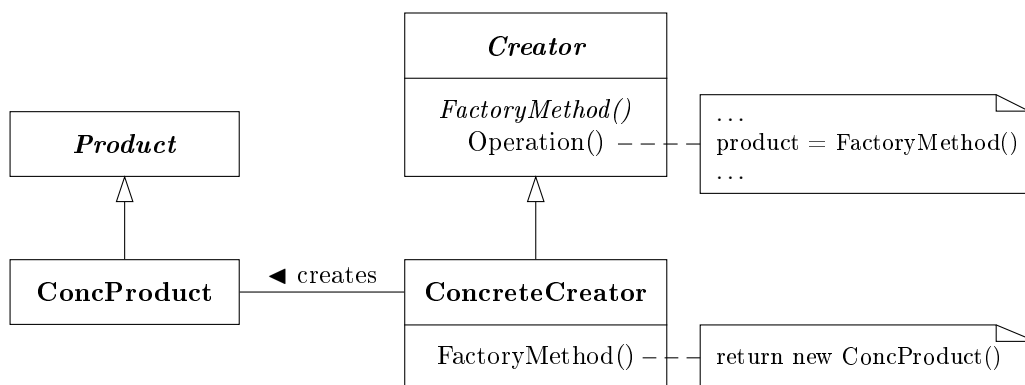 Creator
FactoryMethod()
Operation()
...
product = FactoryMethod()
...
Product
ConcProduct
◄ creates
ConcreteCreator
FactoryMethod()
return new ConcProduct()